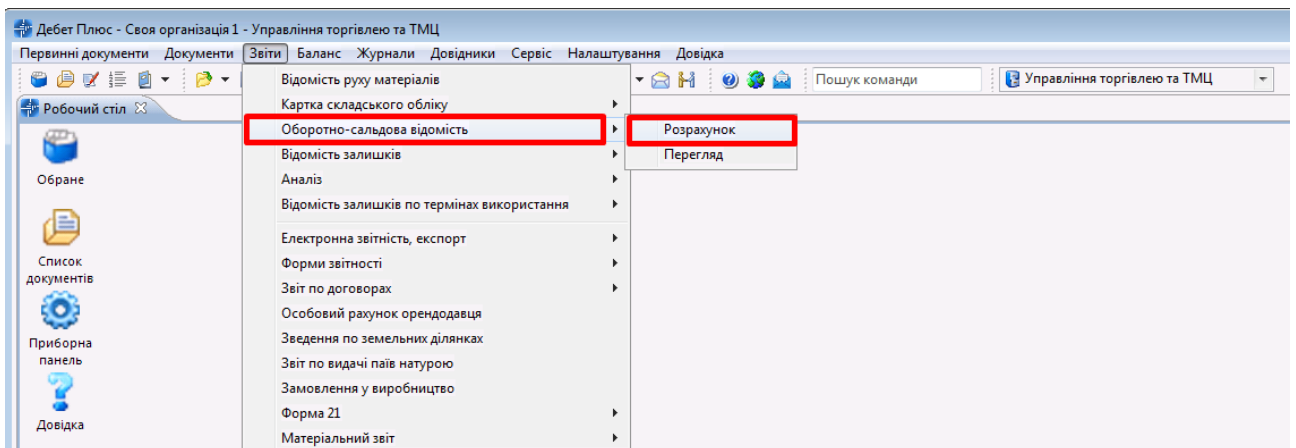 Дебет Плюс - Своя організація 1 - Управління торгівлею та ТМЦ
Первинні документи Документи Звіти Баланс Журнали Довідники Сервіс Налаштування Довідка
Пошук команди Управління торгівлею та ТМЦ
Робочий стіл
Обране
Список
документів
Приборна
панель
Довідка
Відомість руху матеріалів
Картка складського обліку
Оборотно-сальдова відомість
Відомість залишків
Аналіз
Відомість залишків по термінах використання
Електронна звітність, експорт
Форми звітності
Звіт по договорах
Особовий рахунок орендодавця
Зведення по земельних ділянках
Звіт по видачі паїв натурою
Замовлення у виробництво
Форма 21
Матеріальний звіт
Розрахунок
Перегляд